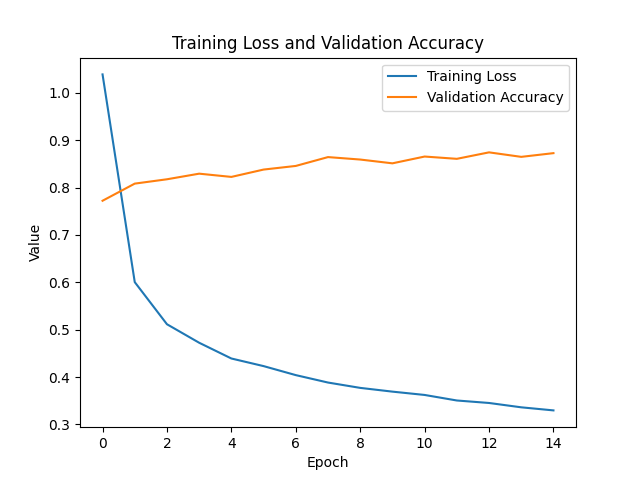 Training Loss and Validation Accuracy
Training Loss
Validation Accuracy
1.0
0.9
0.8
0.7
0.6
0.5
0.4
0.3
Value
0 2 4 6 8 10 12 14
Epoch